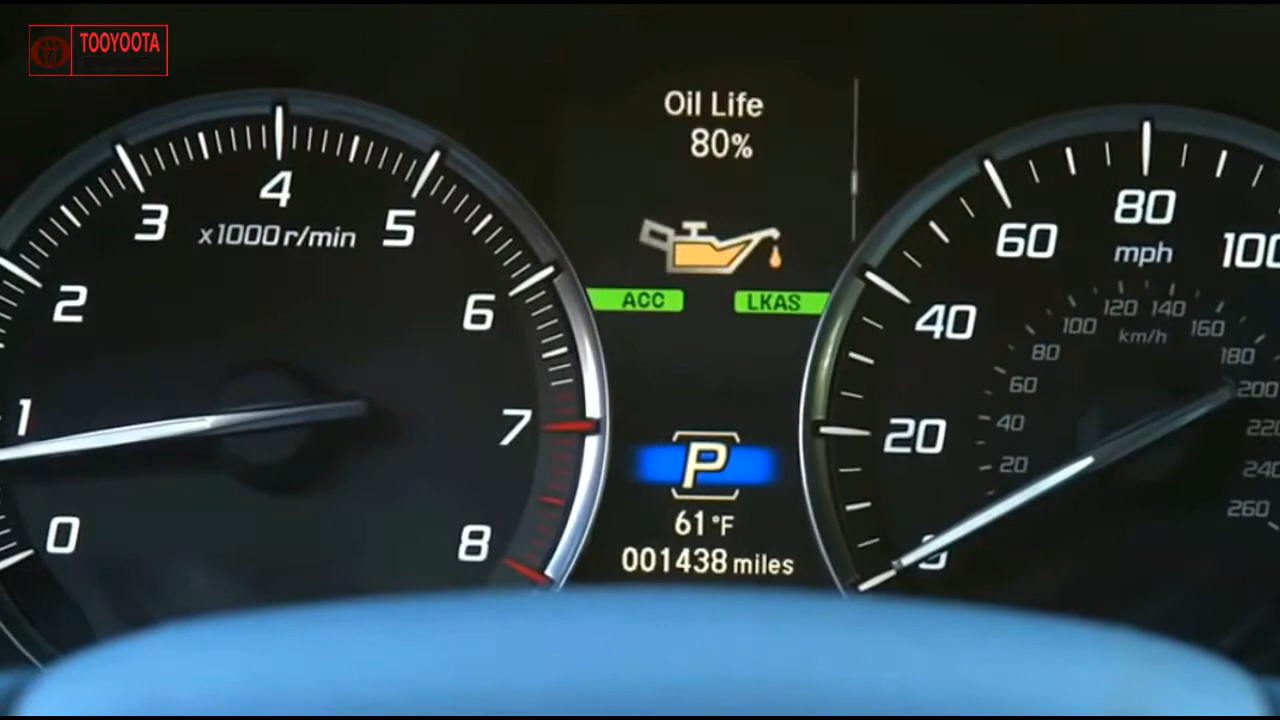 TOOYOOTA
Oil Life
80%
ACC
LKAS
P
61°F
001438 miles
0
1
2
3
4
5
6
7
8
x1000 r/min
0
20
40
60
80
100
mph
20
40
60
80
100
120
140
160
180
200
220
240
260
km/h